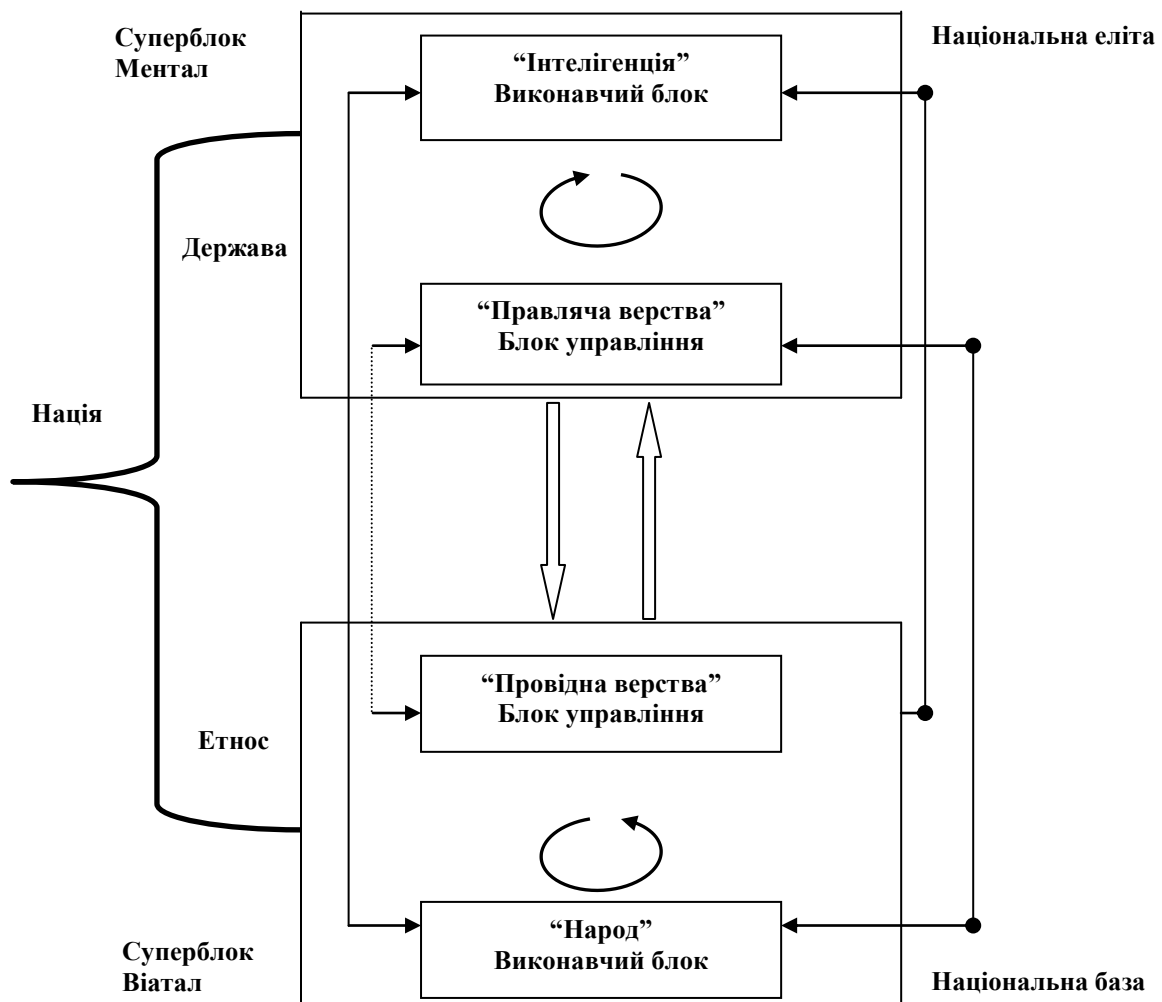 Суперблок
Ментал
Національна еліта
“Інтелігенція”
Виконавчий блок
Держава
“Правляча верства”
Блок управління
Нація
“Провідна верства”
Блок управління
Етнос
“Народ”
Виконавчий блок
Суперблок
Віатал
Національна база